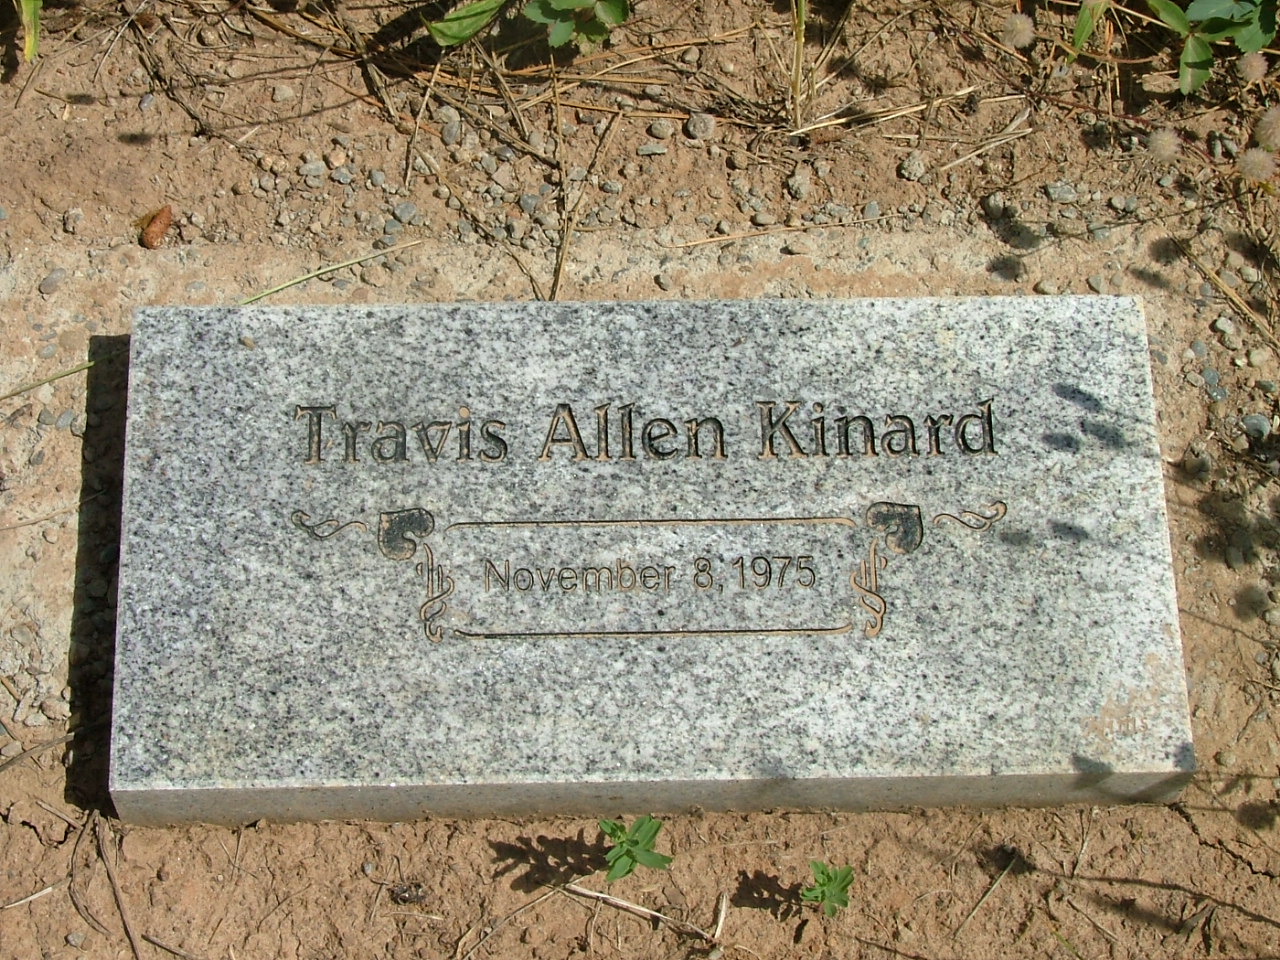 Travis Allen Kinard
November 8, 1975